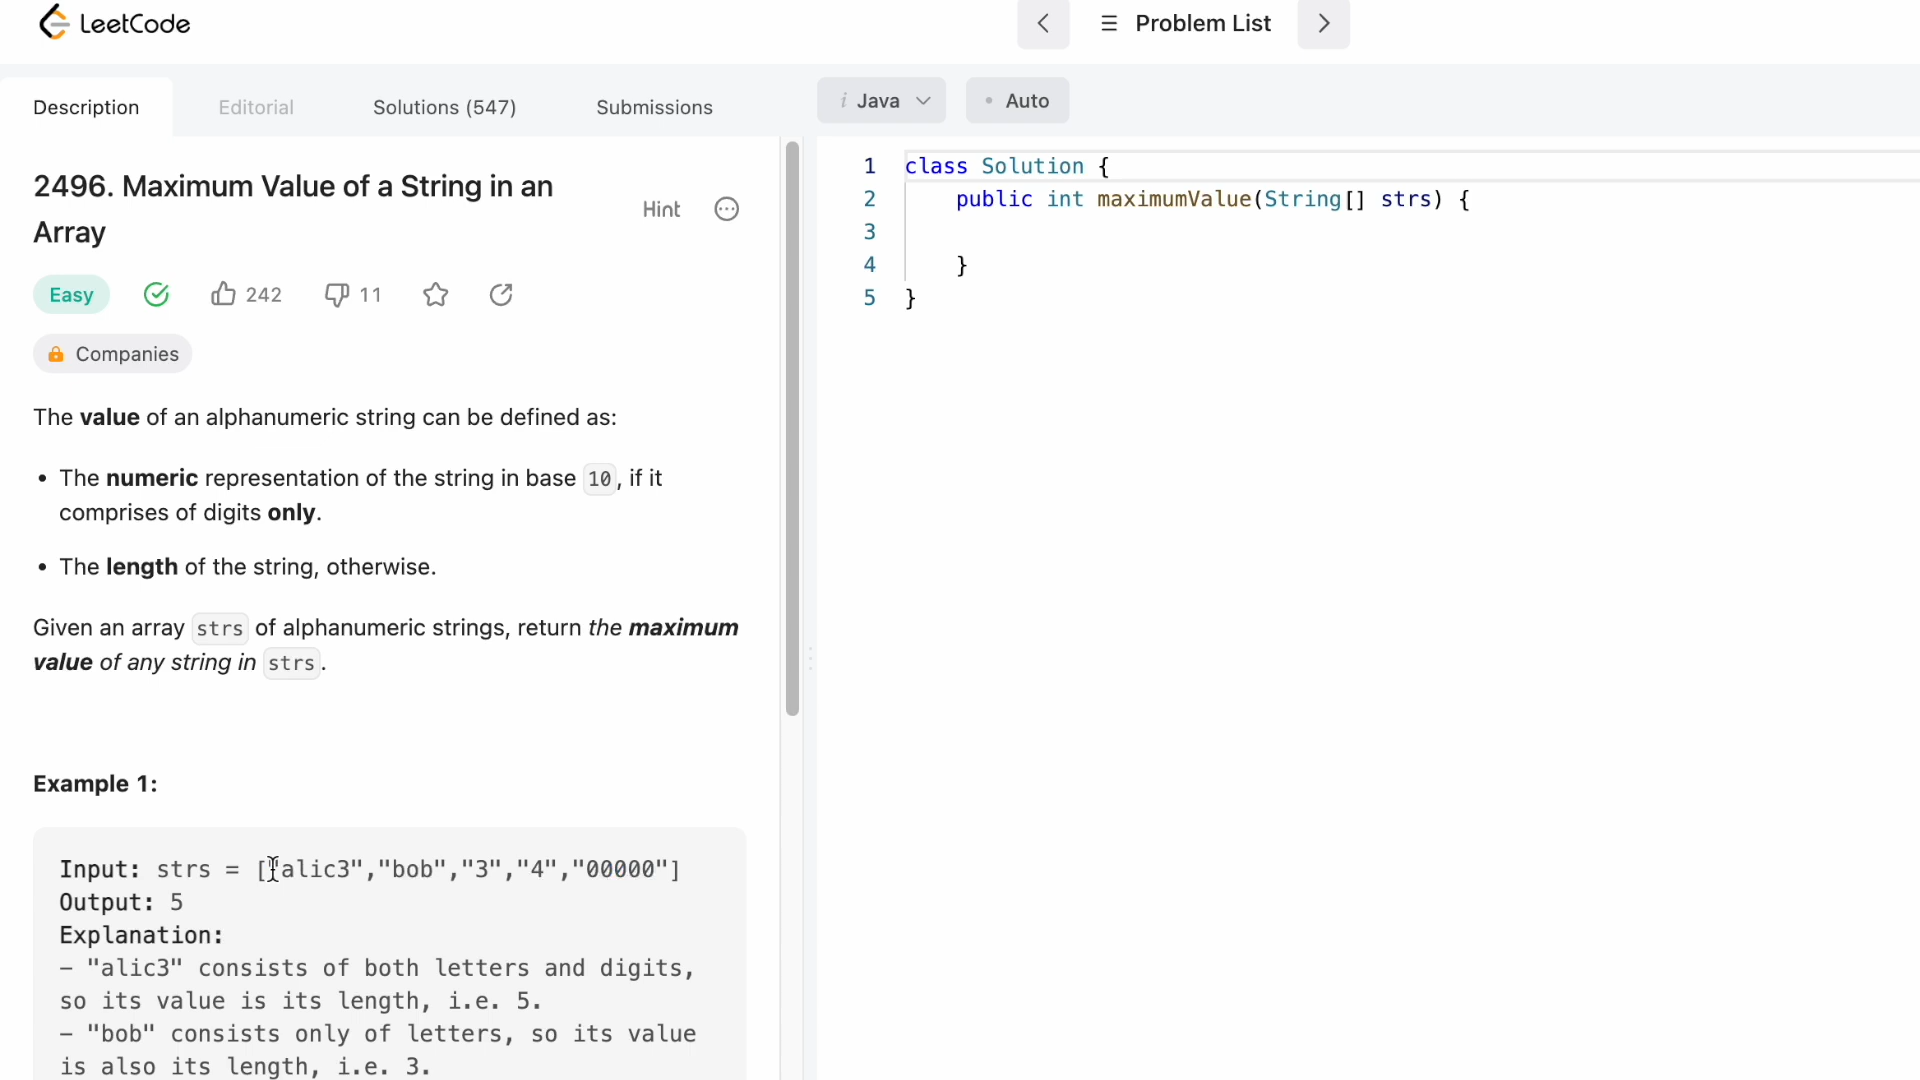 LeetCode
Problem List
Description
Editorial
Solutions (547)
Submissions
2496. Maximum Value of a String in an
Array
Hint
Easy
242
11
Companies
The value of an alphanumeric string can be defined as:
• The numeric representation of the string in base 10, if it
comprises of digits only.
• The length of the string, otherwise.
Given an array strs of alphanumeric strings, return the maximum
value of any string in strs.
Example 1:
Input: strs = ["alic3","bob","3","4","00000"]
Output: 5
Explanation:
- "alic3" consists of both letters and digits,
so its value is its length, i.e. 5.
- "bob" consists only of letters, so its value
is also its length, i.e. 3.
i Java
• Auto
1 class Solution {
2 public int maximumValue(String[] strs) {
3
4 }
5 }